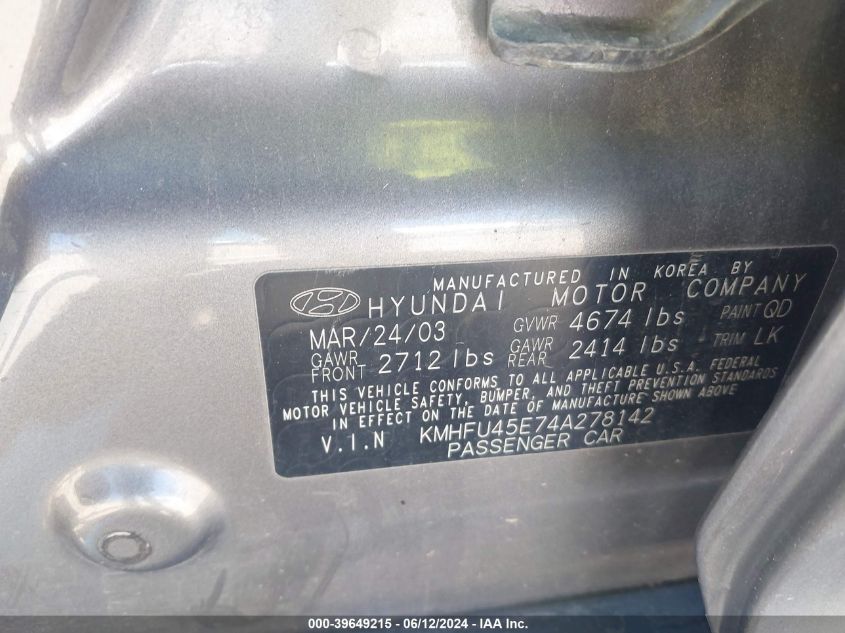 MANUFACTURED IN KOREA BY
HYUNDAI MOTOR COMPANY
MAR/24/03 GVWR 4674 lbs PAINT QD
GAWR FRONT 2712 lbs GAWR REAR 2414 lbs TRIM LK
THIS VEHICLE CONFORMS TO ALL APPLICABLE U.S.A. FEDERAL
MOTOR VEHICLE SAFETY, BUMPER, AND THEFT PREVENTION STANDARDS
IN EFFECT ON THE DATE OF MANUFACTURE SHOWN ABOVE
V.I.N KMHFU45E74A278142
PASSENGER CAR
000-39649215 - 06/12/2024 - IAA Inc.